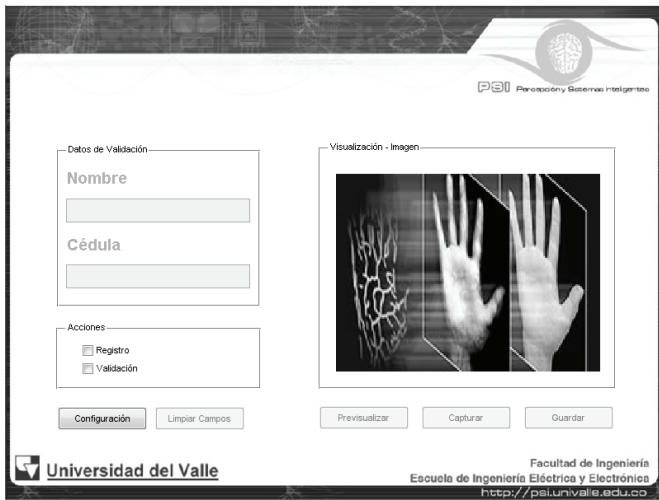 PSI Percepción y Sistemas Inteligentes
Datos de Validación
Nombre
Cédula
Acciones
Registro
Validación
Configuración
Limpiar Campos
Visualización - Imagen
Previsualizar
Capturar
Guardar
Universidad del Valle
Facultad de Ingeniería
Escuela de Ingeniería Eléctrica y Electrónica
http://psi.univalle.edu.co